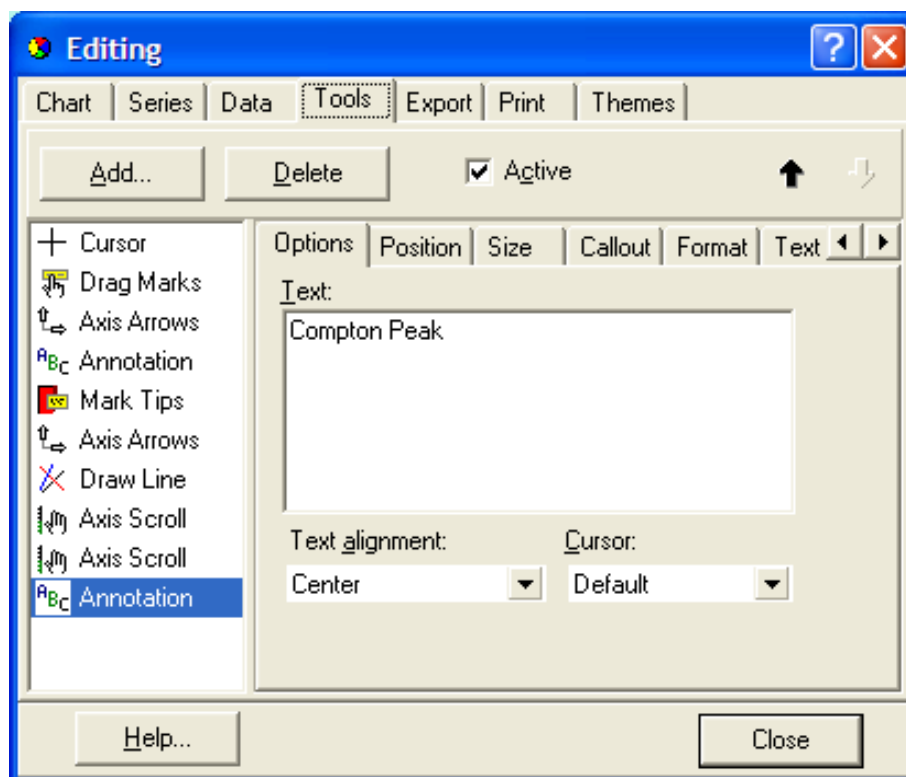 Editing
Chart Series Data Tools Export Print Themes
Add... Delete Active
Cursor
Drag Marks
Axis Arrows
ABC Annotation
Mark Tips
Axis Arrows
Draw Line
Axis Scroll
Axis Scroll
ABC Annotation
Options Position Size Callout Format Text
Text:
Compton Peak
Text alignment: Cursor:
Center Default
Help... Close